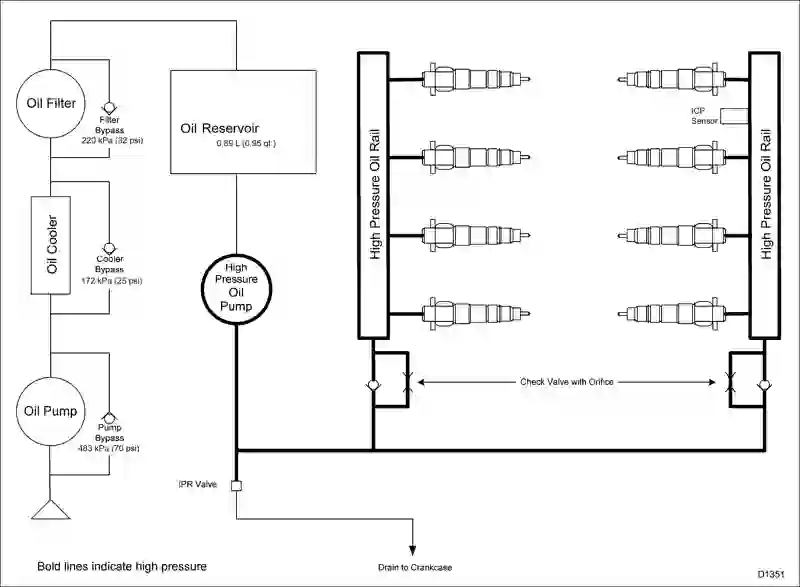 Oil Filter
Filter
Bypass
220 kPa (32 psi)
Oil Cooler
Cooler
Bypass
172 kPa (25 psi)
Oil Pump
Pump
Bypass
483 kPa (70 psi)
Oil Reservoir
0.89 L (0.95 qt.)
High
Pressure
Oil
Pump
IPR Valve
High Pressure Oil Rail
ICP
Sensor
High Pressure Oil Rail
Check Valve with Orifice
Drain to Crankcase
Bold lines indicate high pressure
D1351